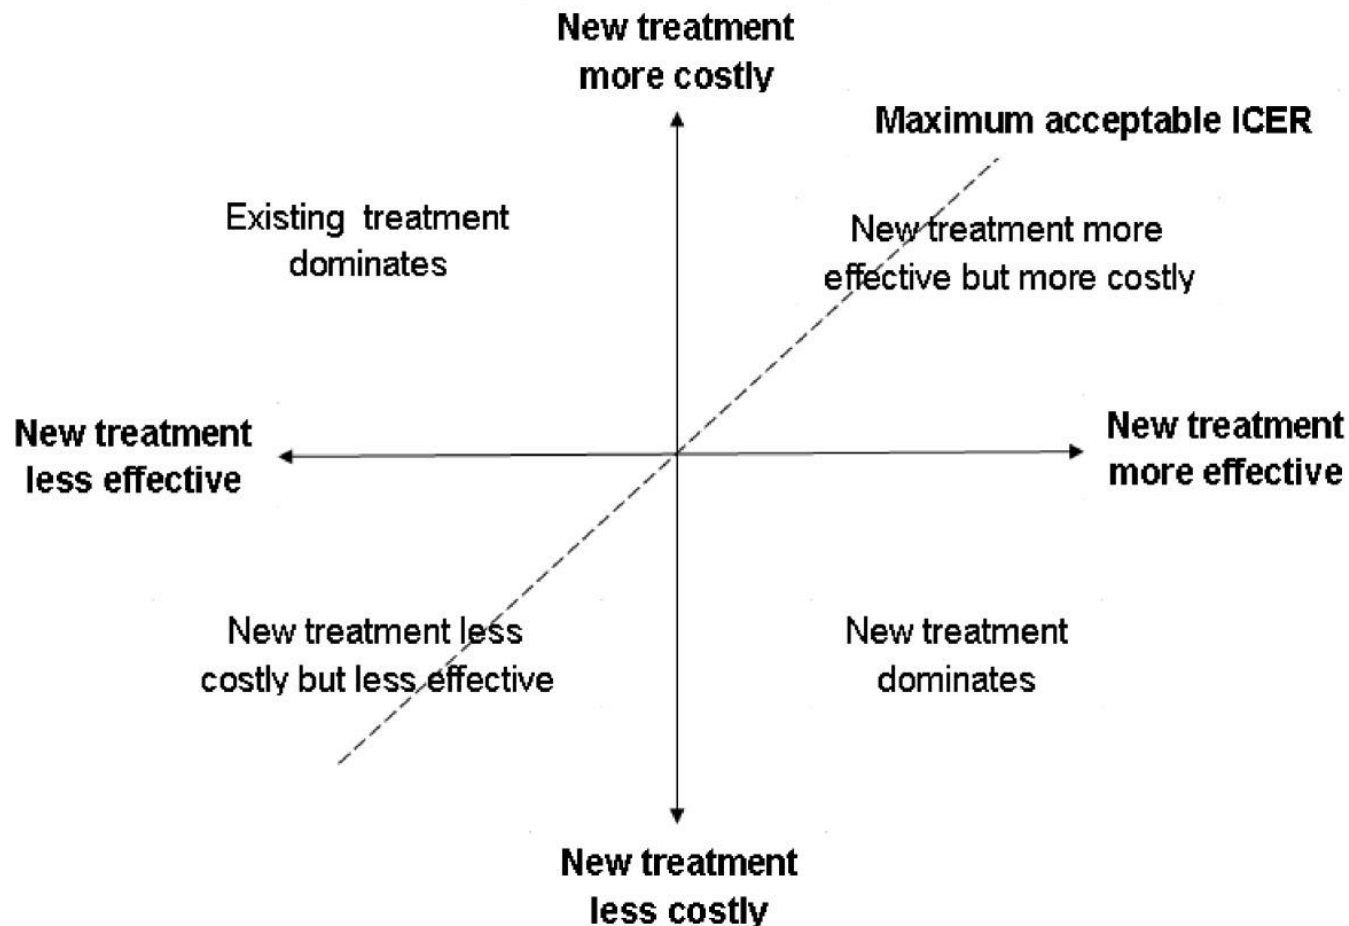 New treatment
more costly
Maximum acceptable ICER
Existing treatment
dominates
New treatment more
effective but more costly
New treatment
less effective
New treatment
more effective
New treatment less
costly but less effective
New treatment
dominates
New treatment
less costly